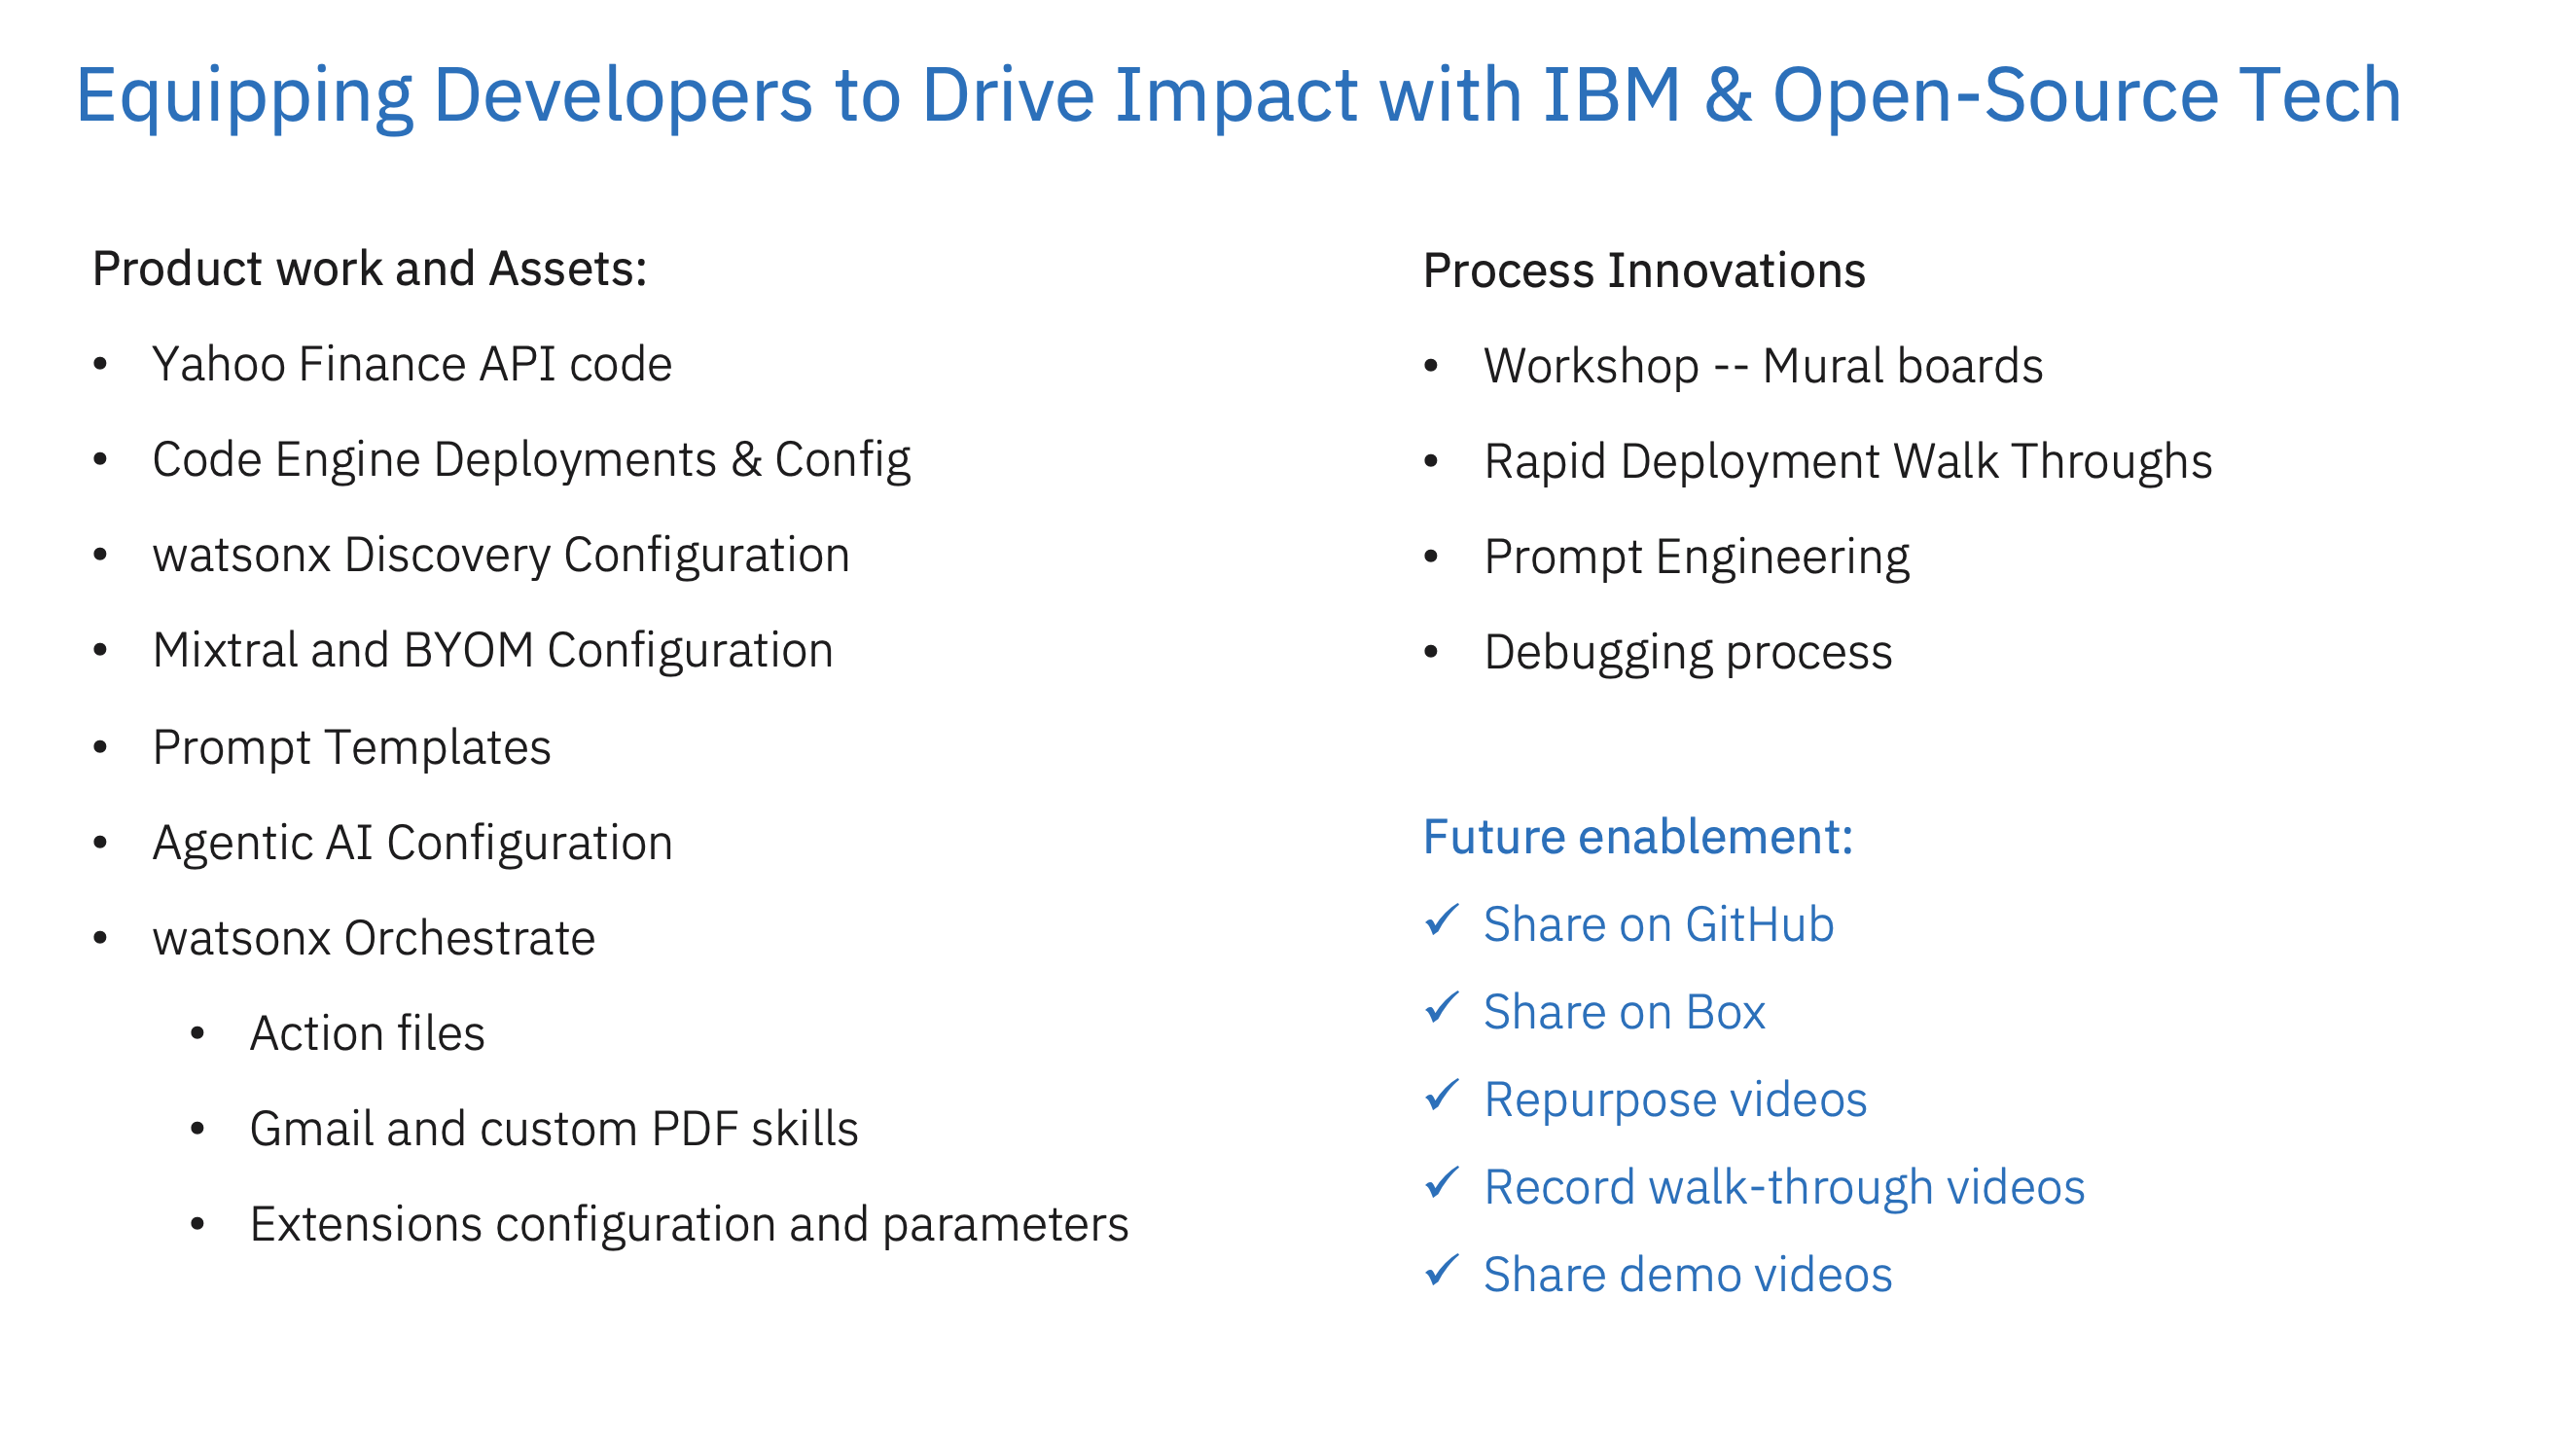 Equipping Developers to Drive Impact with IBM & Open-Source Tech
Product work and Assets:
• Yahoo Finance API code
• Code Engine Deployments & Config
• watsonx Discovery Configuration
• Mixtral and BYOM Configuration
• Prompt Templates
• Agentic AI Configuration
• watsonx Orchestrate
• Action files
• Gmail and custom PDF skills
• Extensions configuration and parameters
Process Innovations
• Workshop -- Mural boards
• Rapid Deployment Walk Throughs
• Prompt Engineering
• Debugging process
Future enablement:
✓ Share on GitHub
✓ Share on Box
✓ Repurpose videos
✓ Record walk-through videos
✓ Share demo videos